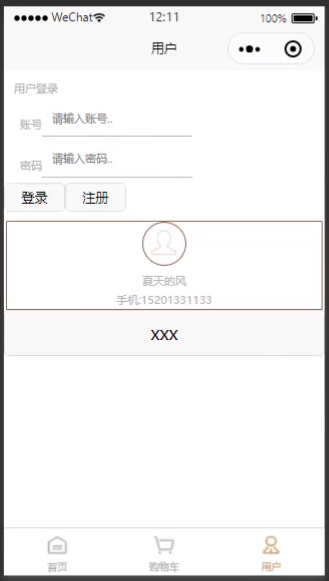 WeChat 12:11 100%
用户
用户登录
账号 请输入账号..
密码 请输入密码..
登录 注册
夏天的风
手机:15201331133
XXX
首页 购物车 用户